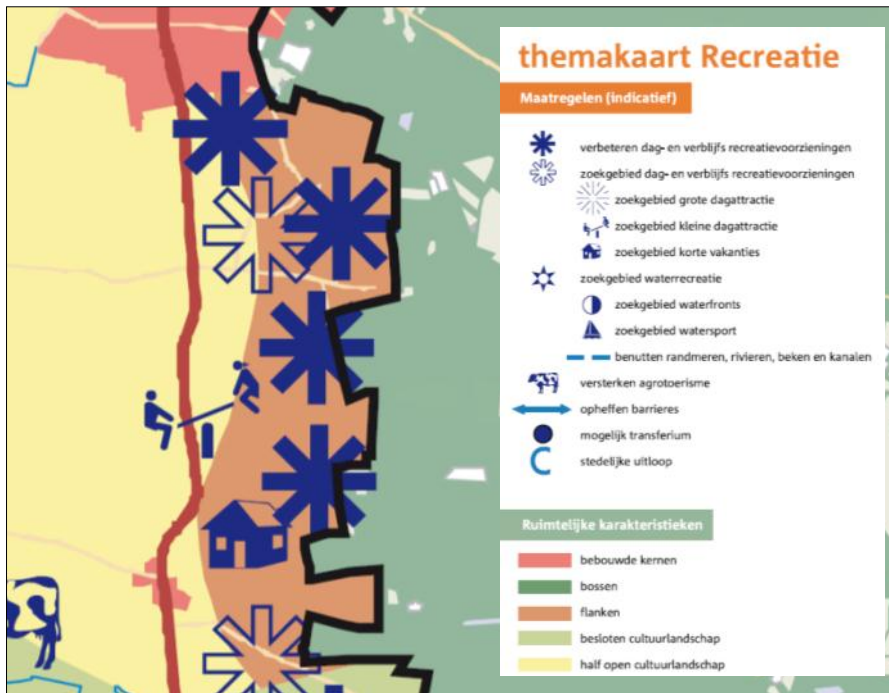 themakaart Recreatie
Maatregelen (indicatief)
verbeteren dag- en verblijfs recreatievoorzieningen
zoekgebied dag- en verblijfs recreatievoorzieningen
zoekgebied grote dagattractie
zoekgebied kleine dagattractie
zoekgebied korte vakanties
zoekgebied waterrecreatie
zoekgebied waterfronts
zoekgebied watersport
benutten randmeren, rivieren, beken en kanalen
versterken agrotoerisme
opheffen barrieres
mogelijk transferium
stedelijke uitloop
Ruimtelijke karakteristieken
bebouwde kernen
bossen
flanken
besloten cultuurlandschap
half open cultuurlandschap